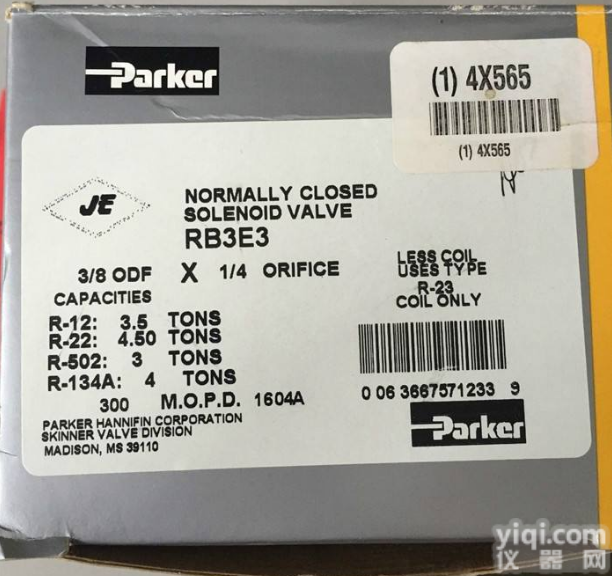 Parker
(1) 4X565
(1) 4X565
JE
NORMALLY CLOSED
SOLENOID VALVE
RB3E3
3/8 ODF X 1/4 ORIFICE
LESS COIL
USES TYPE
R-23
COIL ONLY
CAPACITIES
R-12: 3.5 TONS
R-22: 4.50 TONS
R-502: 3 TONS
R-134A: 4 TONS
300 M.O.P.D. 1604A
0 06 3667571233 9
PARKER HANNIFIN CORPORATION
SKINNER VALVE DIVISION
MADISON, MS 39110
Parker
yiqi.com
仪器网